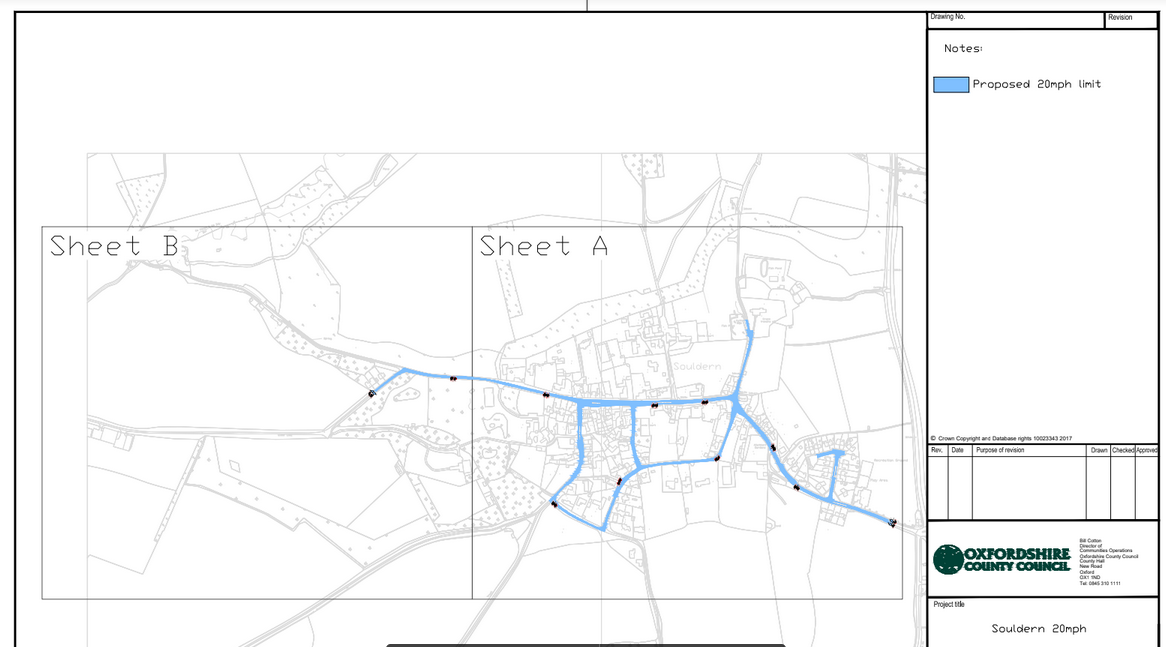 Drawing No.
Revision
Notes:
Proposed 20mph limit
Sheet B
Sheet A
Souldern
© Crown Copyright and Database rights 10023343 2017
Rev. Date Purpose of revision Drawn Checked Approved
OXFORDSHIRE
COUNTY COUNCIL
Bill Cotton
Director of
Communities Operations
Oxfordshire County Council
County Hall
New Road
Oxford
OX1 1ND
Tel: 0845 310 1111
Project title
Souldern 20mph